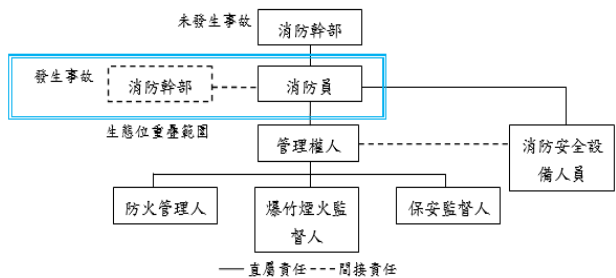 未發生事故
消防幹部
發生事故
消防幹部
消防員
生態位重疊範圍
管理權人
消防安全設
備人員
防火管理人
爆竹煙火監
督人
保安監督人
直屬責任
間接責任